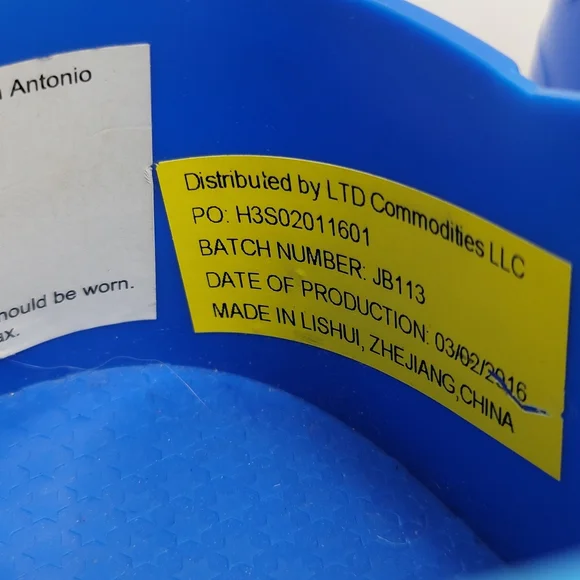 Antonio
hould be worn.
ax.
Distributed by LTD Commodities LLC
PO: H3S02011601
BATCH NUMBER: JB113
DATE OF PRODUCTION: 03/02/2016
MADE IN LISHUI, ZHEJIANG,CHINA